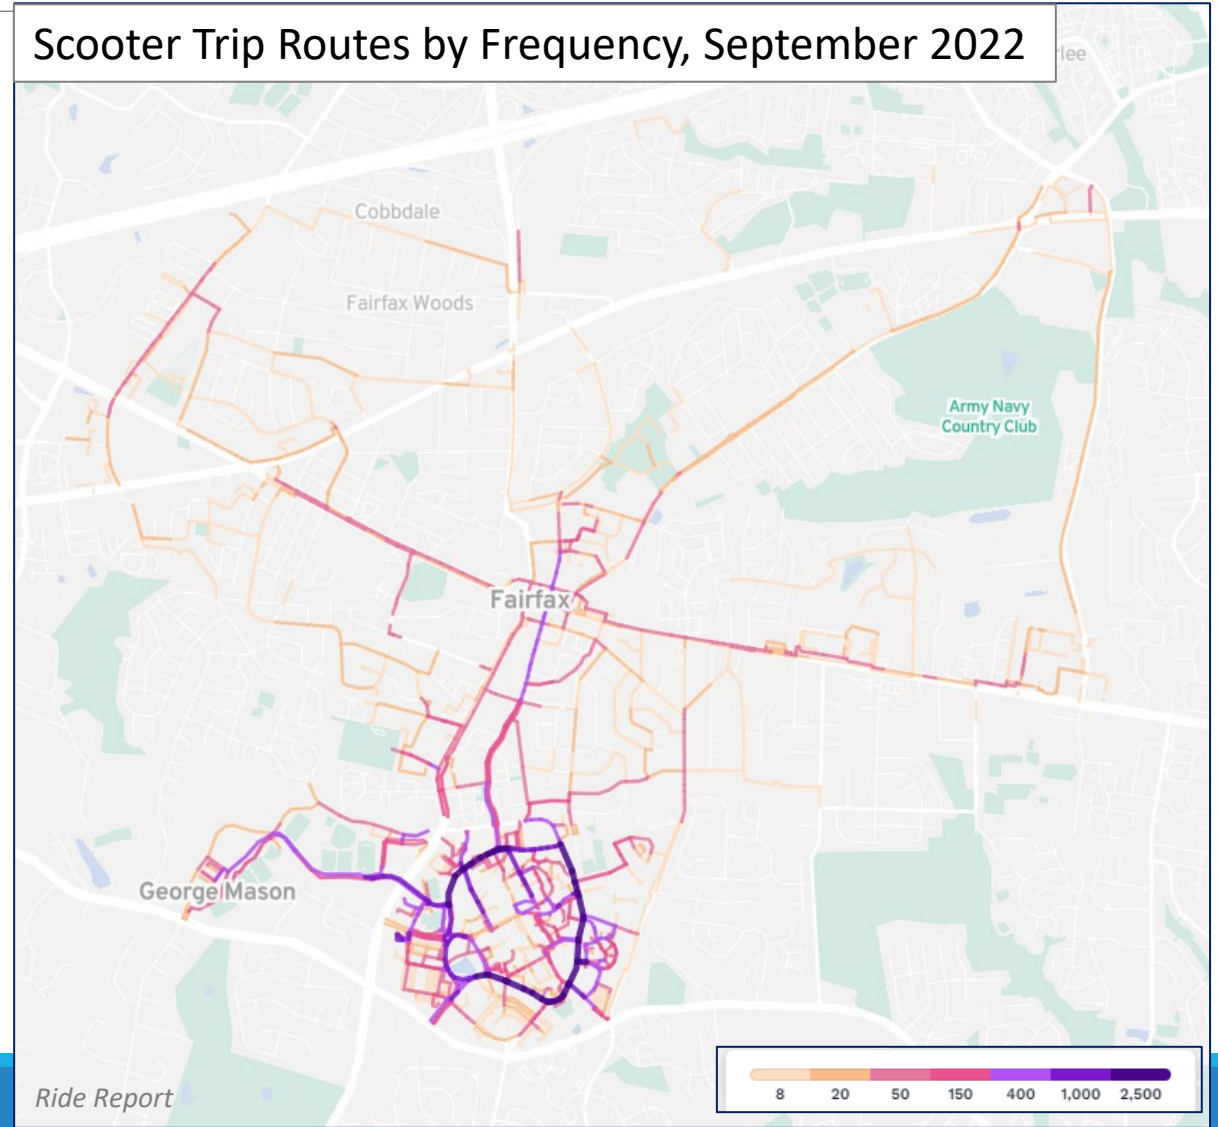 Scooter Trip Routes by Frequency, September 2022
rlee
Cobbdale
Fairfax Woods
Army Navy
Country Club
Fairfax
George Mason
8 20 50 150 400 1,000 2,500
Ride Report